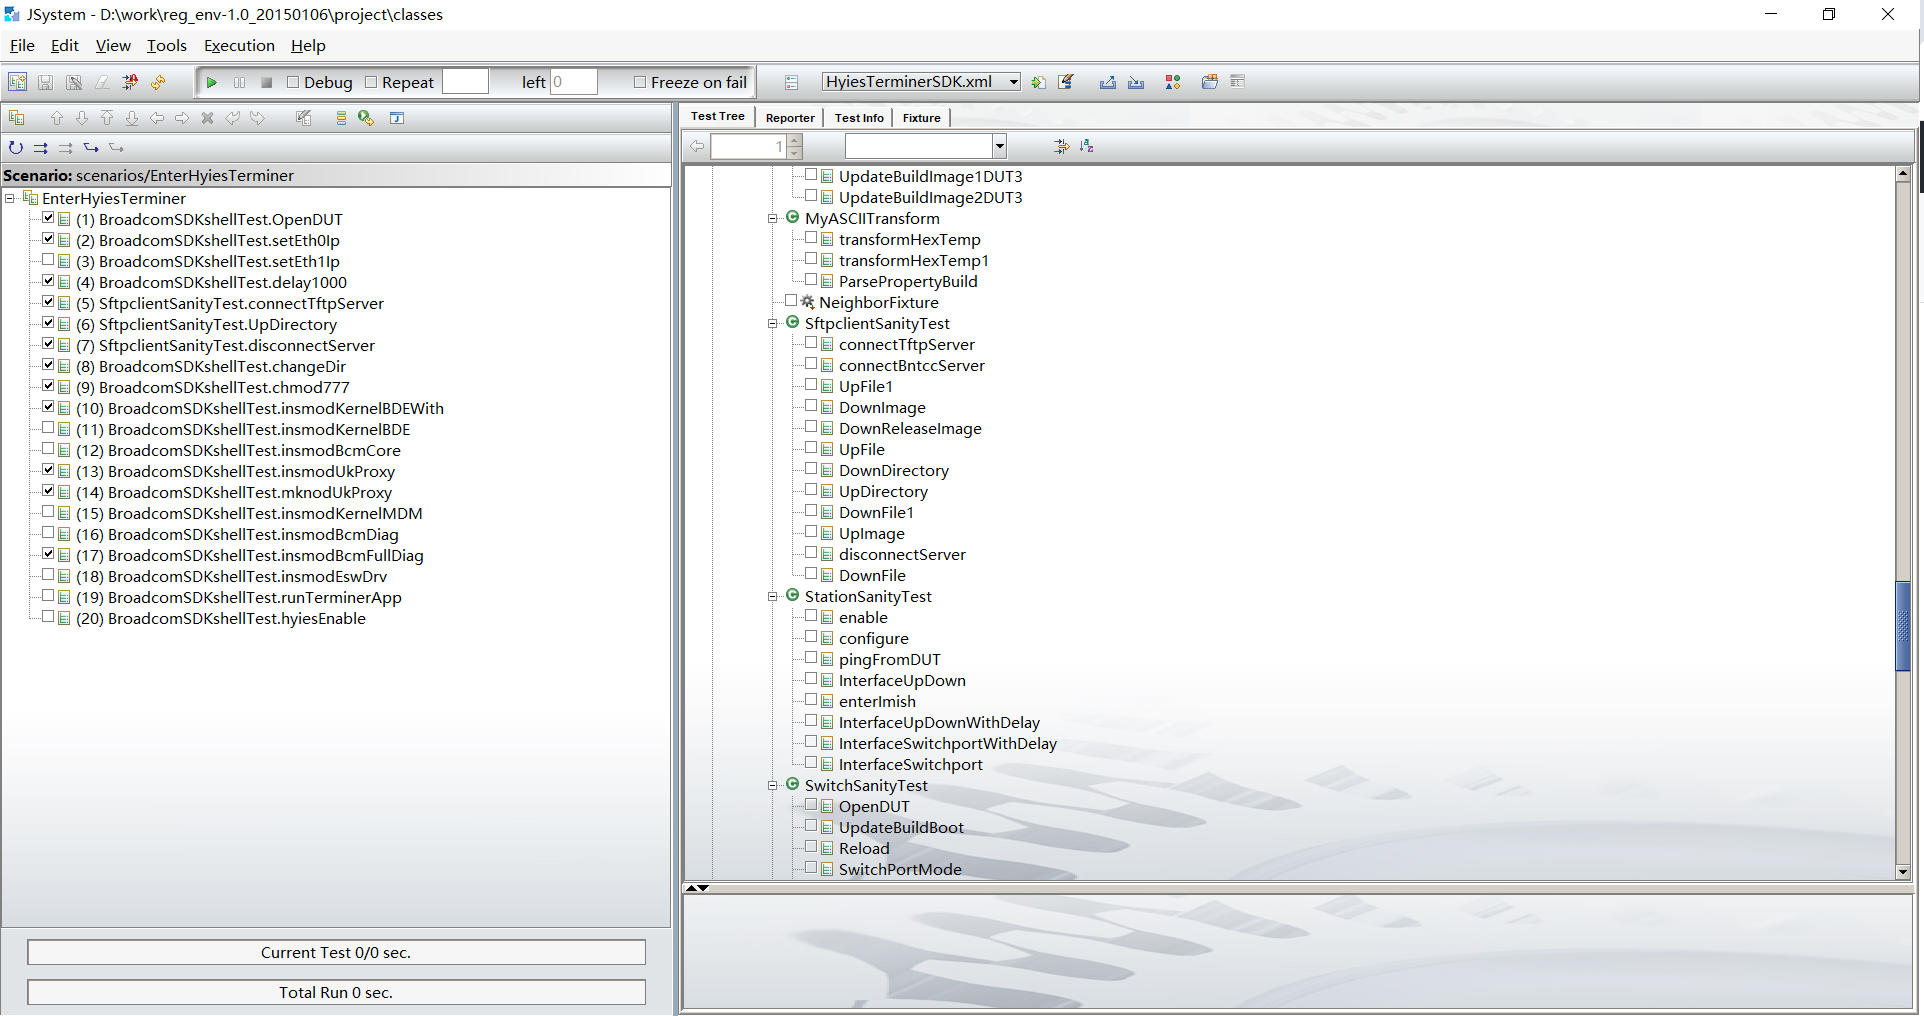 JSystem - D:\work\reg_env-1.0_20150106\project\classes
File Edit View Tools Execution Help
Debug Repeat left 0 Freeze on fail HyiesTerminerSDK.xml
Test Tree Reporter Test Info Fixture
1
Scenario: scenarios/EnterHyiesTerminer
EnterHyiesTerminer
(1) BroadcomSDKshellTest.OpenDUT
(2) BroadcomSDKshellTest.setEth0Ip
(3) BroadcomSDKshellTest.setEth1Ip
(4) BroadcomSDKshellTest.delay1000
(5) SftpclientSanityTest.connectTftpServer
(6) SftpclientSanityTest.UpDirectory
(7) SftpclientSanityTest.disconnectServer
(8) BroadcomSDKshellTest.changeDir
(9) BroadcomSDKshellTest.chmod777
(10) BroadcomSDKshellTest.insmodKernelBDEWith
(11) BroadcomSDKshellTest.insmodKernelBDE
(12) BroadcomSDKshellTest.insmodBcmCore
(13) BroadcomSDKshellTest.insmodUkProxy
(14) BroadcomSDKshellTest.mknodUkProxy
(15) BroadcomSDKshellTest.insmodKernelMDM
(16) BroadcomSDKshellTest.insmodBcmDiag
(17) BroadcomSDKshellTest.insmodBcmFullDiag
(18) BroadcomSDKshellTest.insmodEswDrv
(19) BroadcomSDKshellTest.runTerminerApp
(20) BroadcomSDKshellTest.hyiesEnable
Current Test 0/0 sec.
Total Run 0 sec.
UpdateBuildImage1DUT3
UpdateBuildImage2DUT3
MyASCIITransform
transformHexTemp
transformHexTemp1
ParsePropertyBuild
NeighborFixture
SftpclientSanityTest
connectTftpServer
connectBntccServer
UpFile1
DownImage
DownReleaseImage
UpFile
DownDirectory
UpDirectory
DownFile1
UpImage
disconnectServer
DownFile
StationSanityTest
enable
configure
pingFromDUT
InterfaceUpDown
enterImish
InterfaceUpDownWithDelay
InterfaceSwitchportWithDelay
InterfaceSwitchport
SwitchSanityTest
OpenDUT
UpdateBuildBoot
Reload
SwitchPortMode